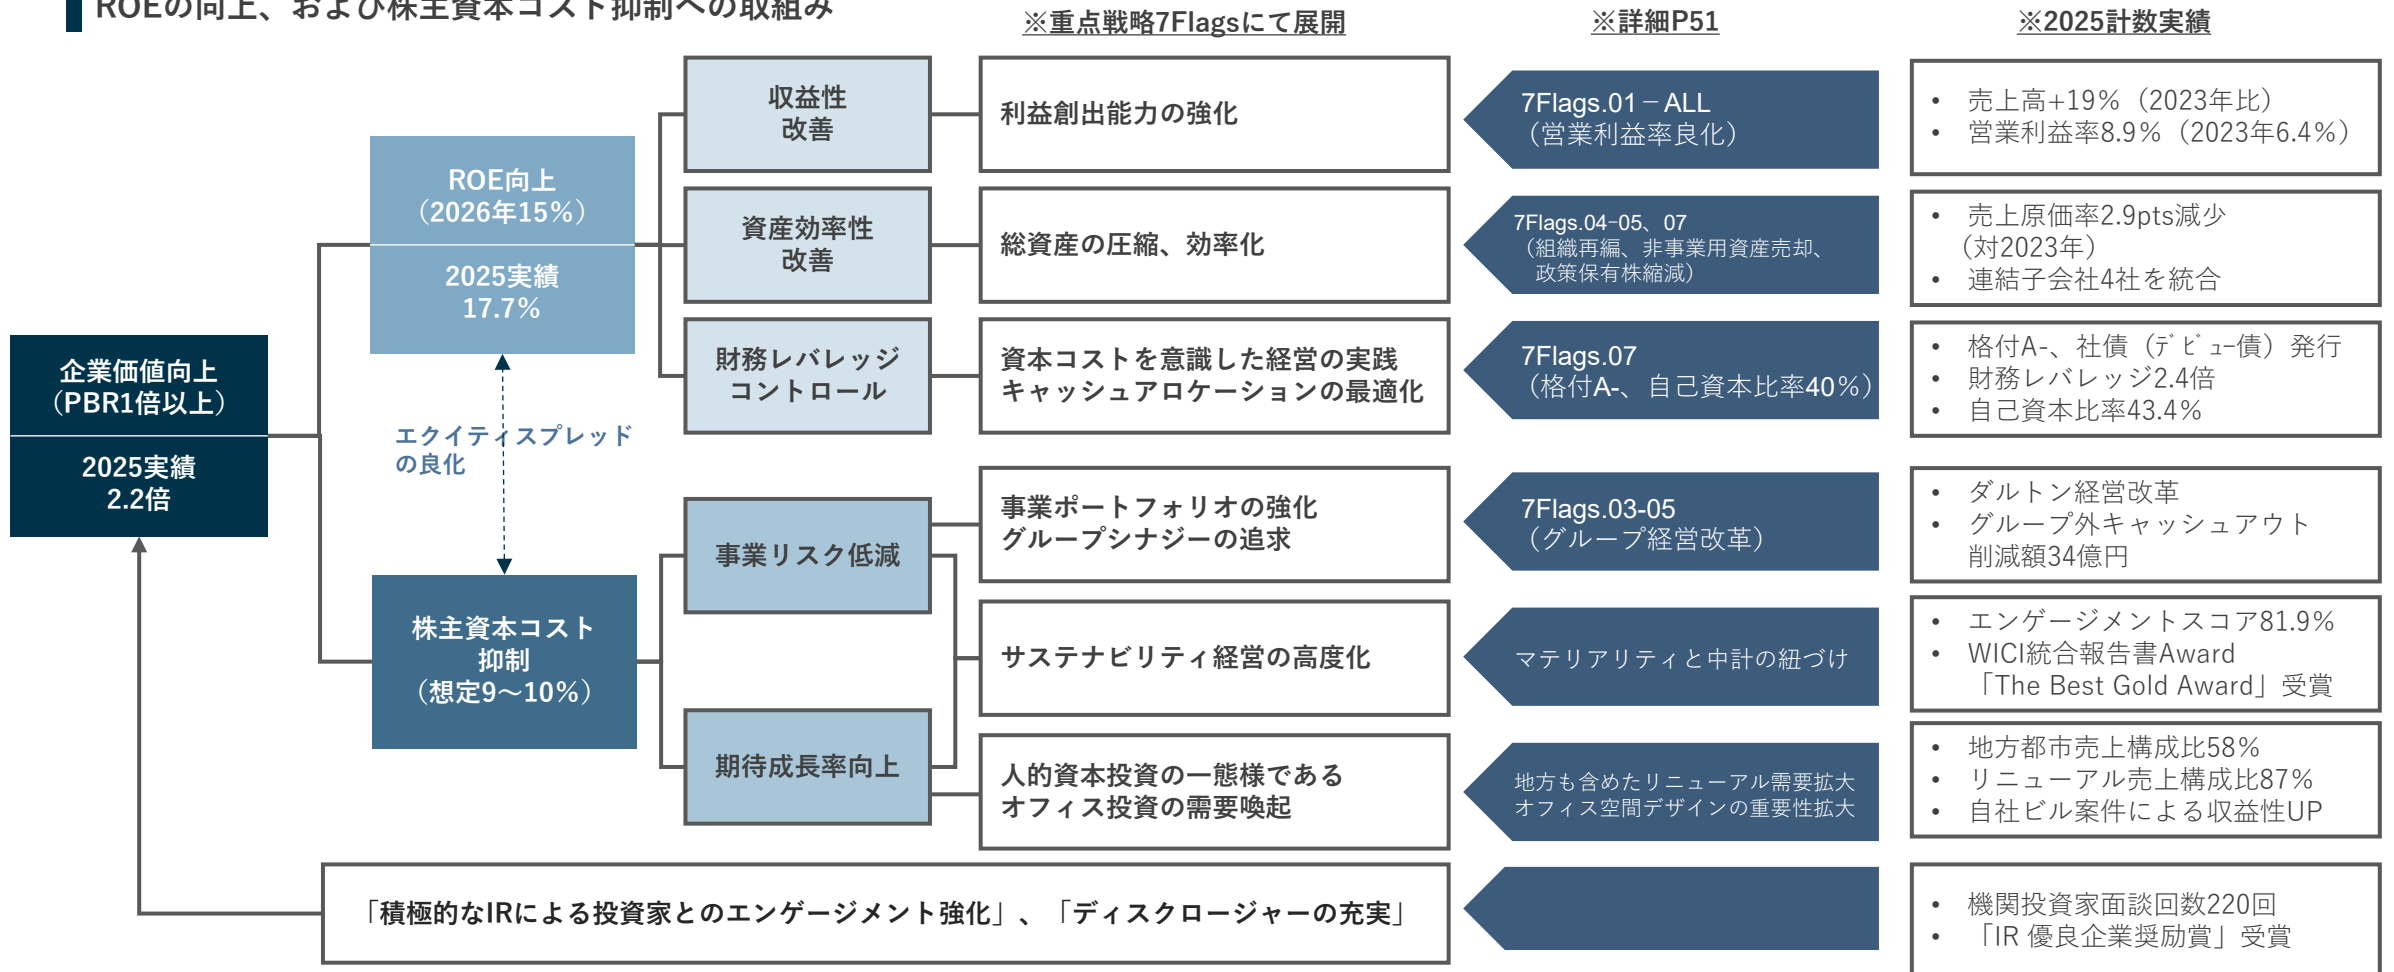 ROEの向上、および株主資本コスト抑制への取組み
※重点戦略7Flagsにて展開
※詳細P51
※2025計数実績
企業価値向上
（PBR1倍以上）
2025実績
2.2倍
ROE向上
（2026年15%）
2025実績
17.7%
エクイティスプレッド
の良化
株主資本コスト
抑制
（想定9～10%）
収益性
改善
利益創出能力の強化
7Flags.01－ALL
（営業利益率良化）
• 売上高+19%（2023年比）
• 営業利益率8.9%（2023年6.4%）
資産効率性
改善
総資産の圧縮、効率化
7Flags.04-05、07
（組織再編、非事業用資産売却、
政策保有株縮減）
• 売上原価率2.9pts減少
（対2023年）
• 連結子会社4社を統合
財務レバレッジ
コントロール
資本コストを意識した経営の実践
キャッシュアロケーションの最適化
7Flags.07
（格付A-、自己資本比率40%）
• 格付A-、社債（ﾃﾞﾋﾞｭｰ債）発行
• 財務レバレッジ2.4倍
• 自己資本比率43.4%
事業リスク低減
事業ポートフォリオの強化
グループシナジーの追求
7Flags.03-05
（グループ経営改革）
• ダルトン経営改革
• グループ外キャッシュアウト
削減額34億円
サステナビリティ経営の高度化
マテリアリティと中計の紐づけ
• エンゲージメントスコア81.9%
• WICI統合報告書Award
「The Best Gold Award」受賞
期待成長率向上
人的資本投資の一態様である
オフィス投資の需要喚起
地方も含めたリニューアル需要拡大
オフィス空間デザインの重要性拡大
• 地方都市売上構成比58%
• リニューアル売上構成比87%
• 自社ビル案件による収益性UP
「積極的なIRによる投資家とのエンゲージメント強化」、「ディスクロージャーの充実」
• 機関投資家面談回数220回
• 「IR 優良企業奨励賞」受賞